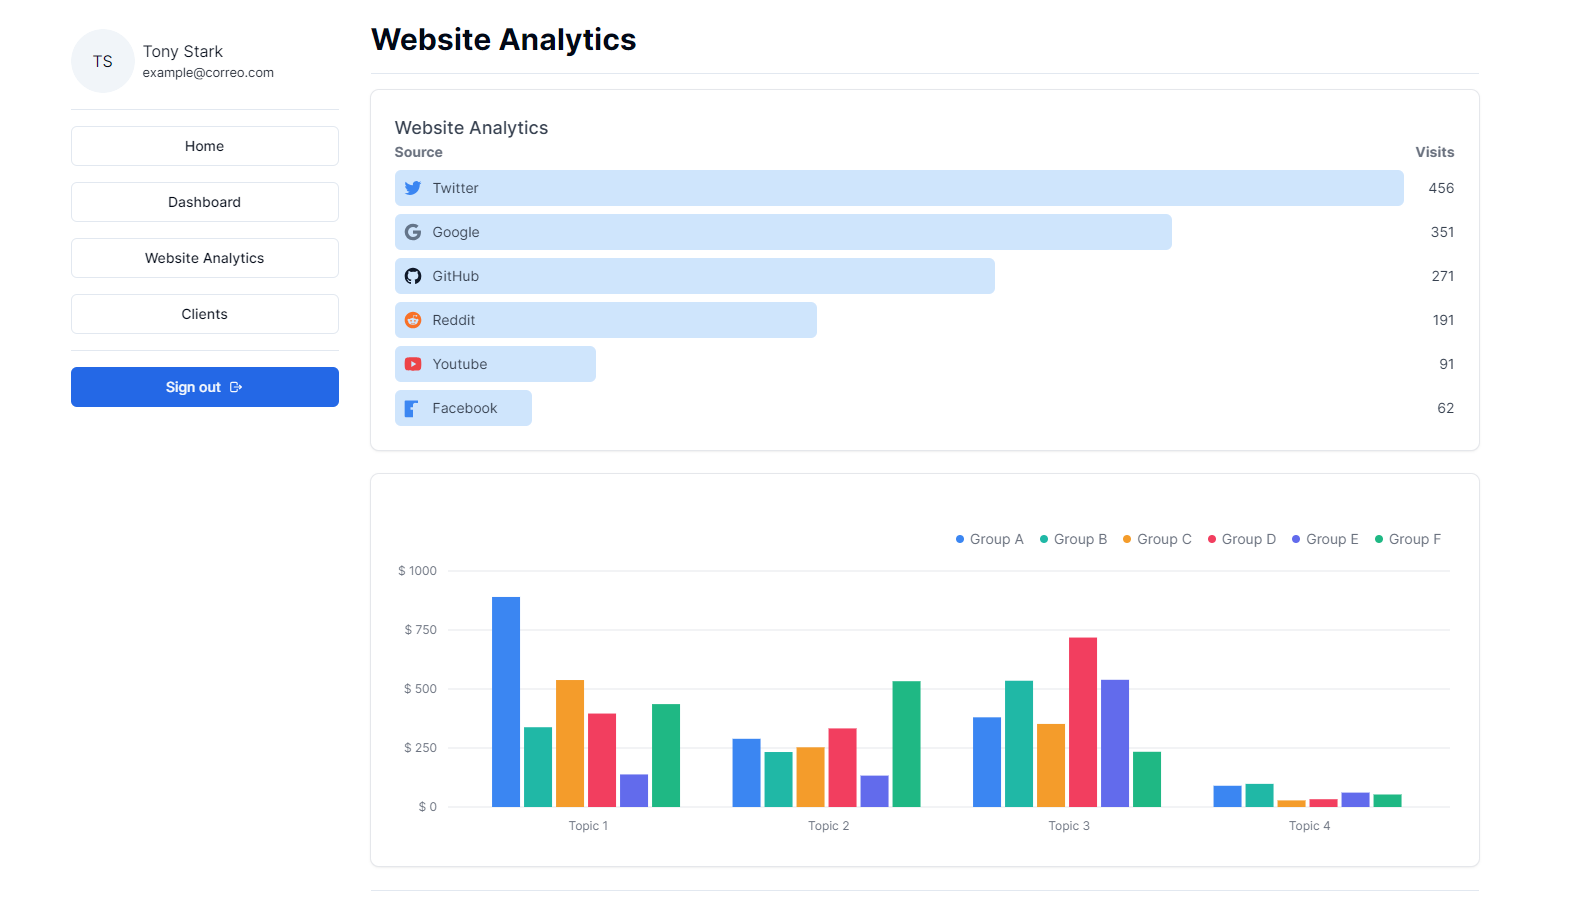 TS
Tony Stark
example@correo.com
Home
Dashboard
Website Analytics
Clients
Sign out
Website Analytics
Website Analytics
Source Visits
Twitter 456
Google 351
GitHub 271
Reddit 191
Youtube 91
Facebook 62
Group A Group B Group C Group D Group E Group F
$ 1000
$ 750
$ 500
$ 250
$ 0
Topic 1 Topic 2 Topic 3 Topic 4